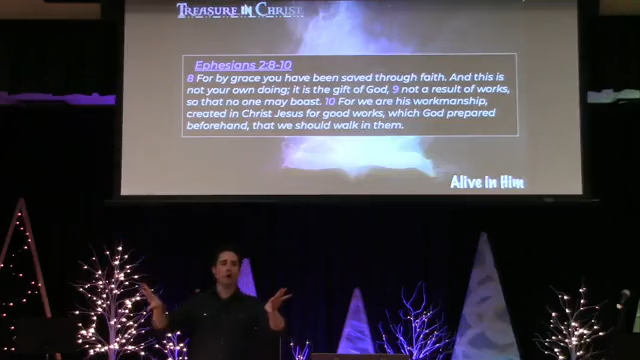 TREASURE IN CHRIST
Ephesians 2:8-10
8 For by grace you have been saved through faith. And this is
not your own doing; it is the gift of God, 9 not a result of works,
so that no one may boast. 10 For we are his workmanship,
created in Christ Jesus for good works, which God prepared
beforehand, that we should walk in them.
Alive in Him